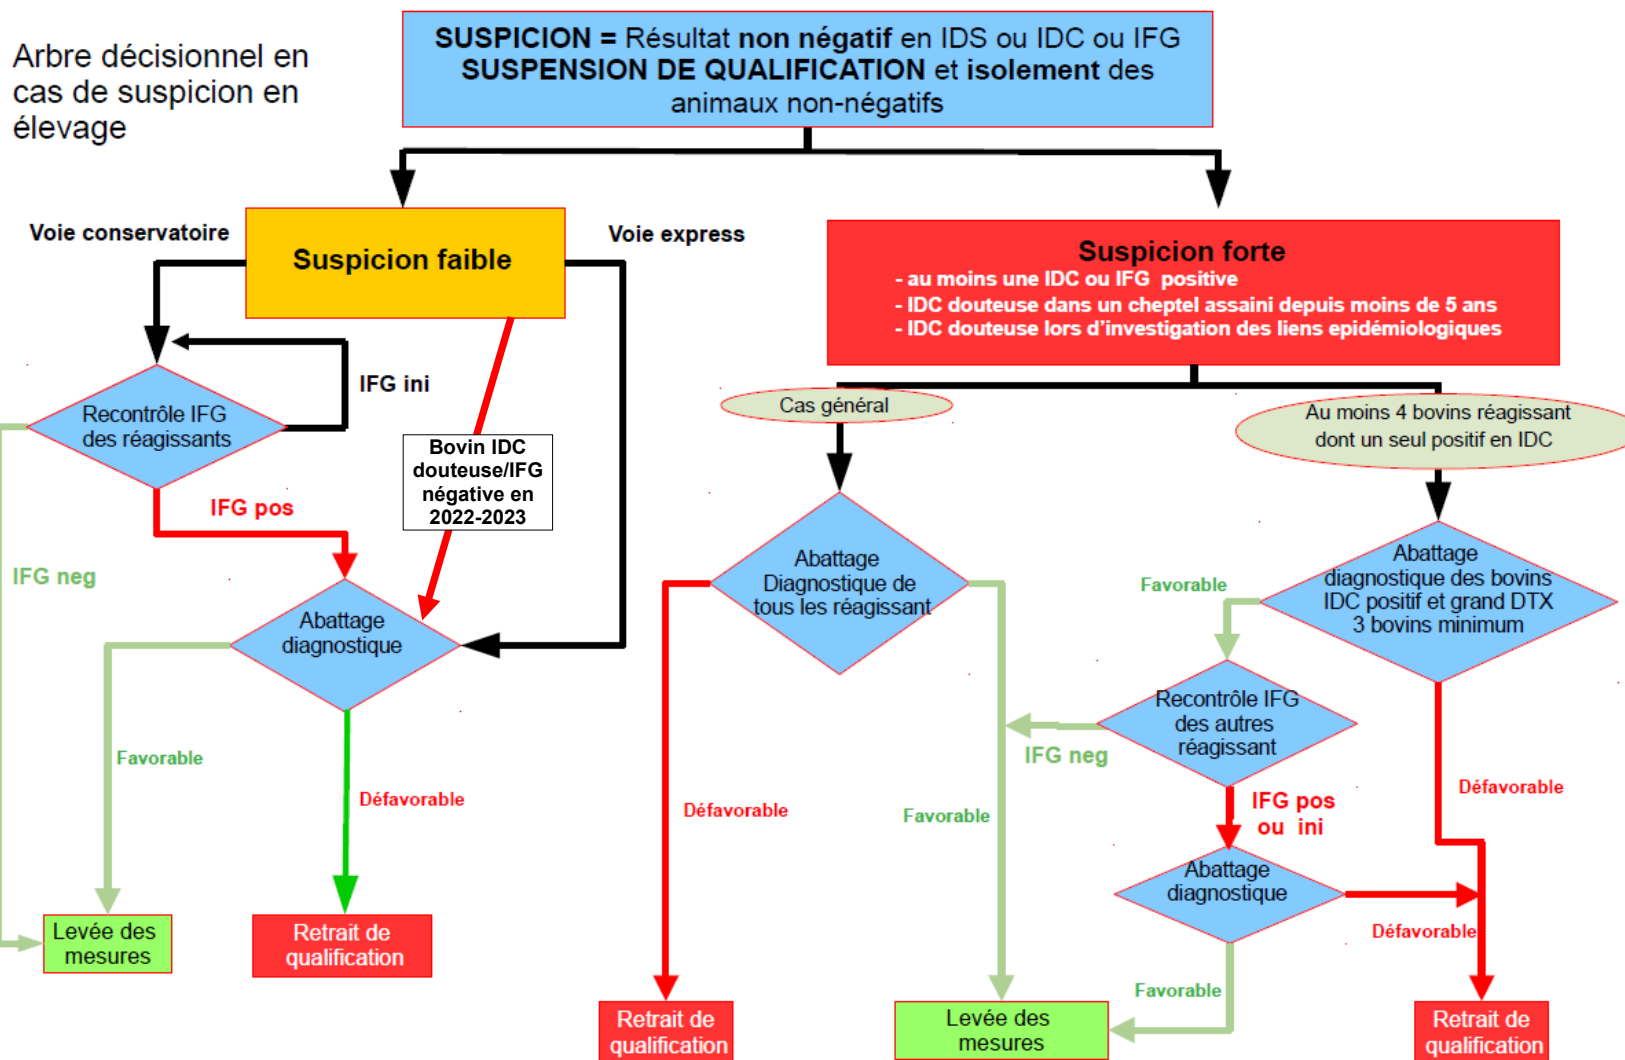 Arbre décisionnel en
cas de suspicion en
élevage
SUSPICION = Résultat non négatif en IDS ou IDC ou IFG
SUSPENSION DE QUALIFICATION et isolement des
animaux non-négatifs
Voie conservatoire
Suspicion faible
Voie express
Suspicion forte
- au moins une IDC ou IFG positive
- IDC douteuse dans un cheptel assaini depuis moins de 5 ans
- IDC douteuse lors d'investigation des liens epidémiologiques
IFG ini
Recontrôle IFG
des réagissants
Bovin IDC
douteuse/IFG
négative en
2022-2023
IFG pos
IFG neg
Abattage
diagnostique
Favorable
Défavorable
Levée des
mesures
Retrait de
qualification
Cas général
Au moins 4 bovins réagissant
dont un seul positif en IDC
Abattage
Diagnostique de
tous les réagissant
Favorable
Abattage
diagnostique des bovins
IDC positif et grand DTX
3 bovins minimum
Recontrôle IFG
des autres
réagissant
IFG neg
Défavorable
Favorable
IFG pos
ou ini
Défavorable
Abattage
diagnostique
Défavorable
Favorable
Retrait de
qualification
Levée des
mesures
Retrait de
qualification